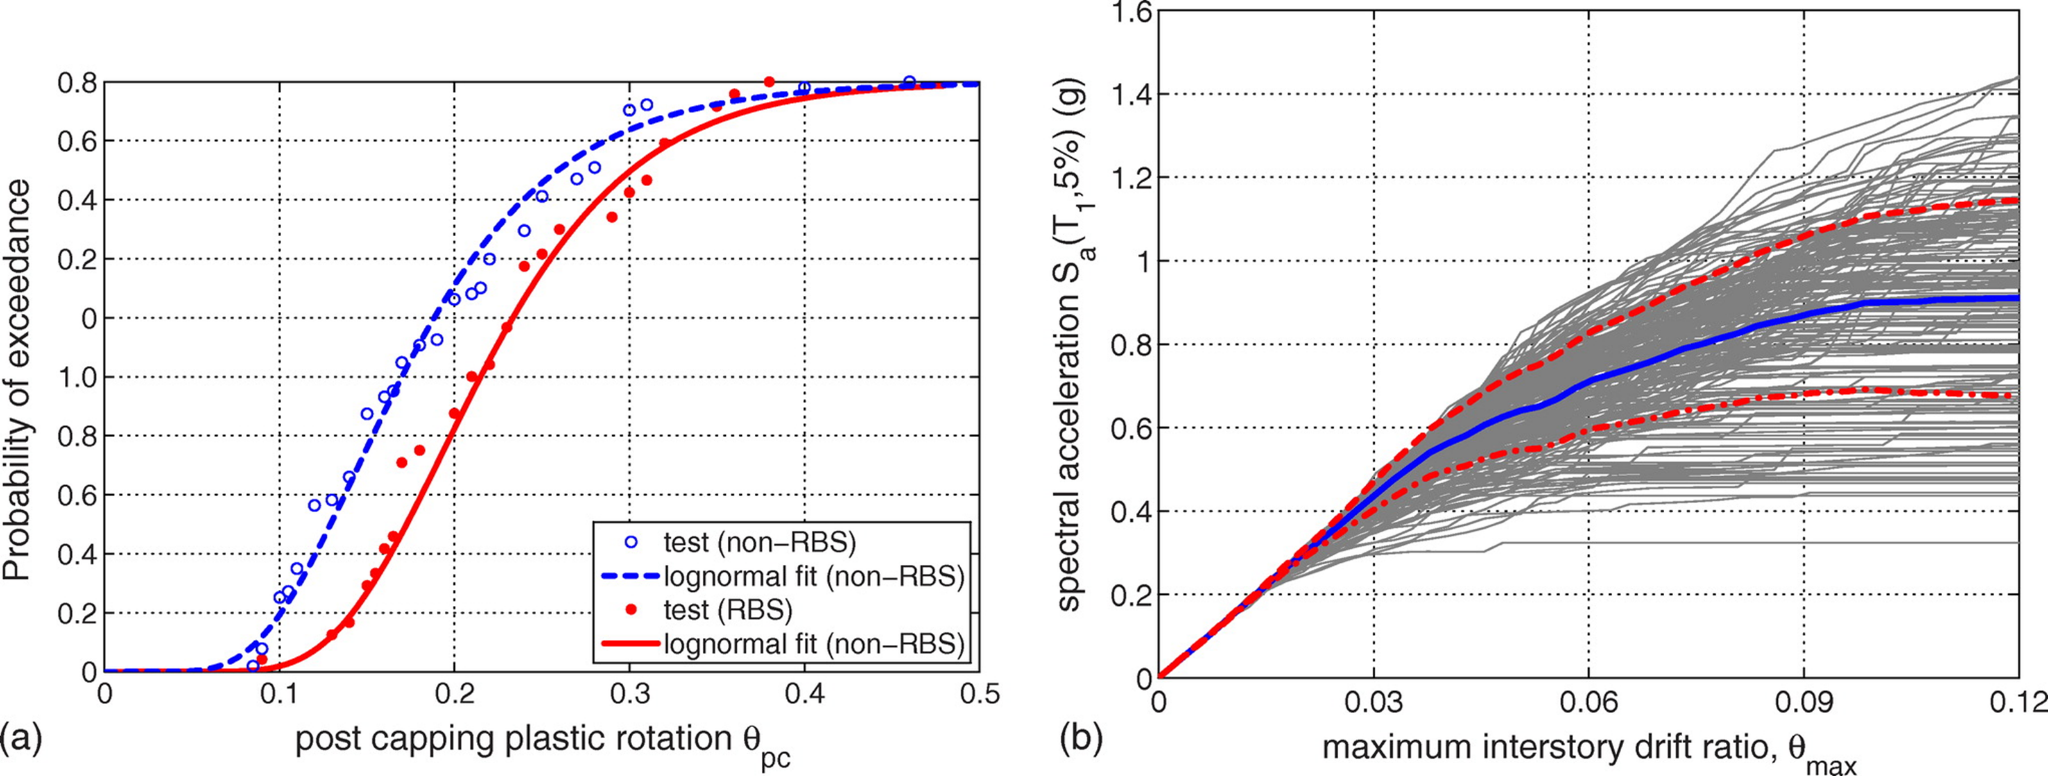 0.8
0.6
0.4
0.2
0
1.0
0.8
0.6
0.4
0.2
0
Probability of exceedance
0 0.1 0.2 0.3 0.4 0.5
post capping plastic rotation θpc
(a)
test (non−RBS)
lognormal fit (non−RBS)
test (RBS)
lognormal fit (non−RBS)
1.6
1.4
1.2
1
0.8
0.6
0.4
0.2
0
spectral acceleration Sa(T1,5%) (g)
0 0.03 0.06 0.09 0.12
maximum interstory drift ratio, θmax
(b)